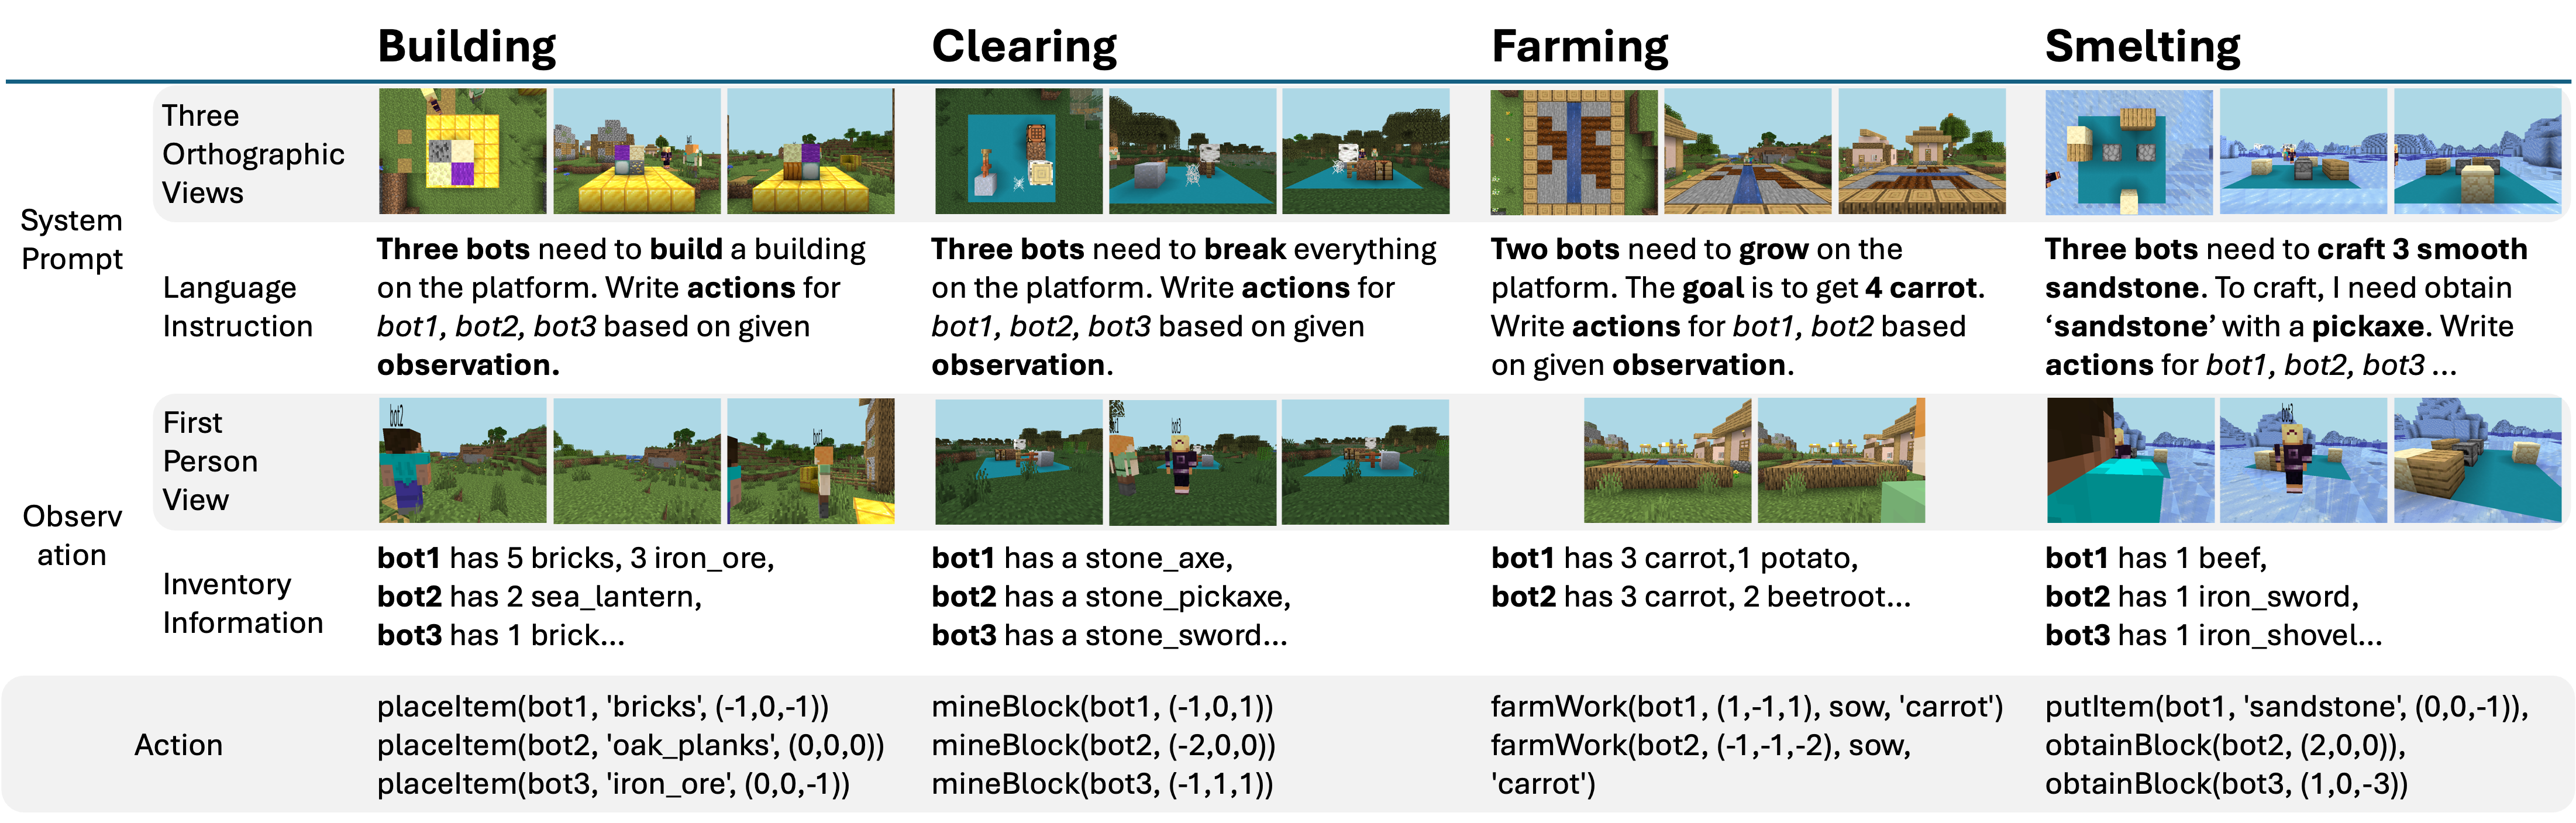 Building
Clearing
Farming
Smelting
System
Prompt
Three
Orthographic
Views
Language
Instruction
Three bots need to build a building
on the platform. Write actions for
bot1, bot2, bot3 based on given
observation.
Three bots need to break everything
on the platform. Write actions for
bot1, bot2, bot3 based on given
observation.
Two bots need to grow on the
platform. The goal is to get 4 carrot.
Write actions for bot1, bot2 based
on given observation.
Three bots need to craft 3 smooth
sandstone. To craft, I need obtain
‘sandstone’ with a pickaxe. Write
actions for bot1, bot2, bot3 ...
Observ
ation
First
Person
View
bot2
bot3
Inventory
Information
bot1 has 5 bricks, 3 iron_ore,
bot2 has 2 sea_lantern,
bot3 has 1 brick...
bot1 has a stone_axe,
bot2 has a stone_pickaxe,
bot3 has a stone_sword...
bot1 has 3 carrot,1 potato,
bot2 has 3 carrot, 2 beetroot...
bot1 has 1 beef,
bot2 has 1 iron_sword,
bot3 has 1 iron_shovel...
Action
placeItem(bot1, 'bricks', (-1,0,-1))
placeItem(bot2, 'oak_planks', (0,0,0))
placeItem(bot3, 'iron_ore', (0,0,-1))
mineBlock(bot1, (-1,0,1))
mineBlock(bot2, (-2,0,0))
mineBlock(bot3, (-1,1,1))
farmWork(bot1, (1,-1,1), sow, 'carrot')
farmWork(bot2, (-1,-1,-2), sow,
'carrot')
putItem(bot1, 'sandstone', (0,0,-1)),
obtainBlock(bot2, (2,0,0)),
obtainBlock(bot3, (1,0,-3))